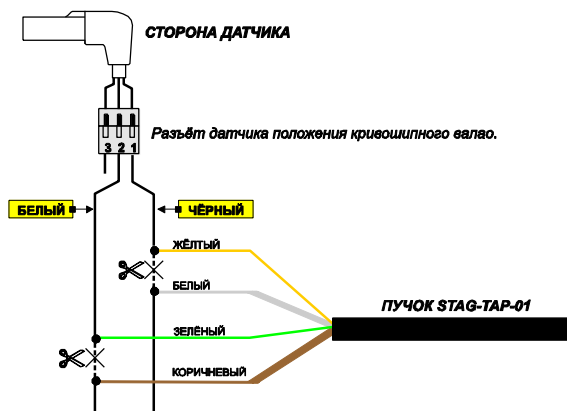 СТОРОНА ДАТЧИКА
3 2 1
Разъём датчика положения кривошипного валао.
БЕЛЫЙ
ЧЁРНЫЙ
ЖЁЛТЫЙ
БЕЛЫЙ
ПУЧОК STAG-TAP-01
ЗЕЛЁНЫЙ
КОРИЧНЕВЫЙ